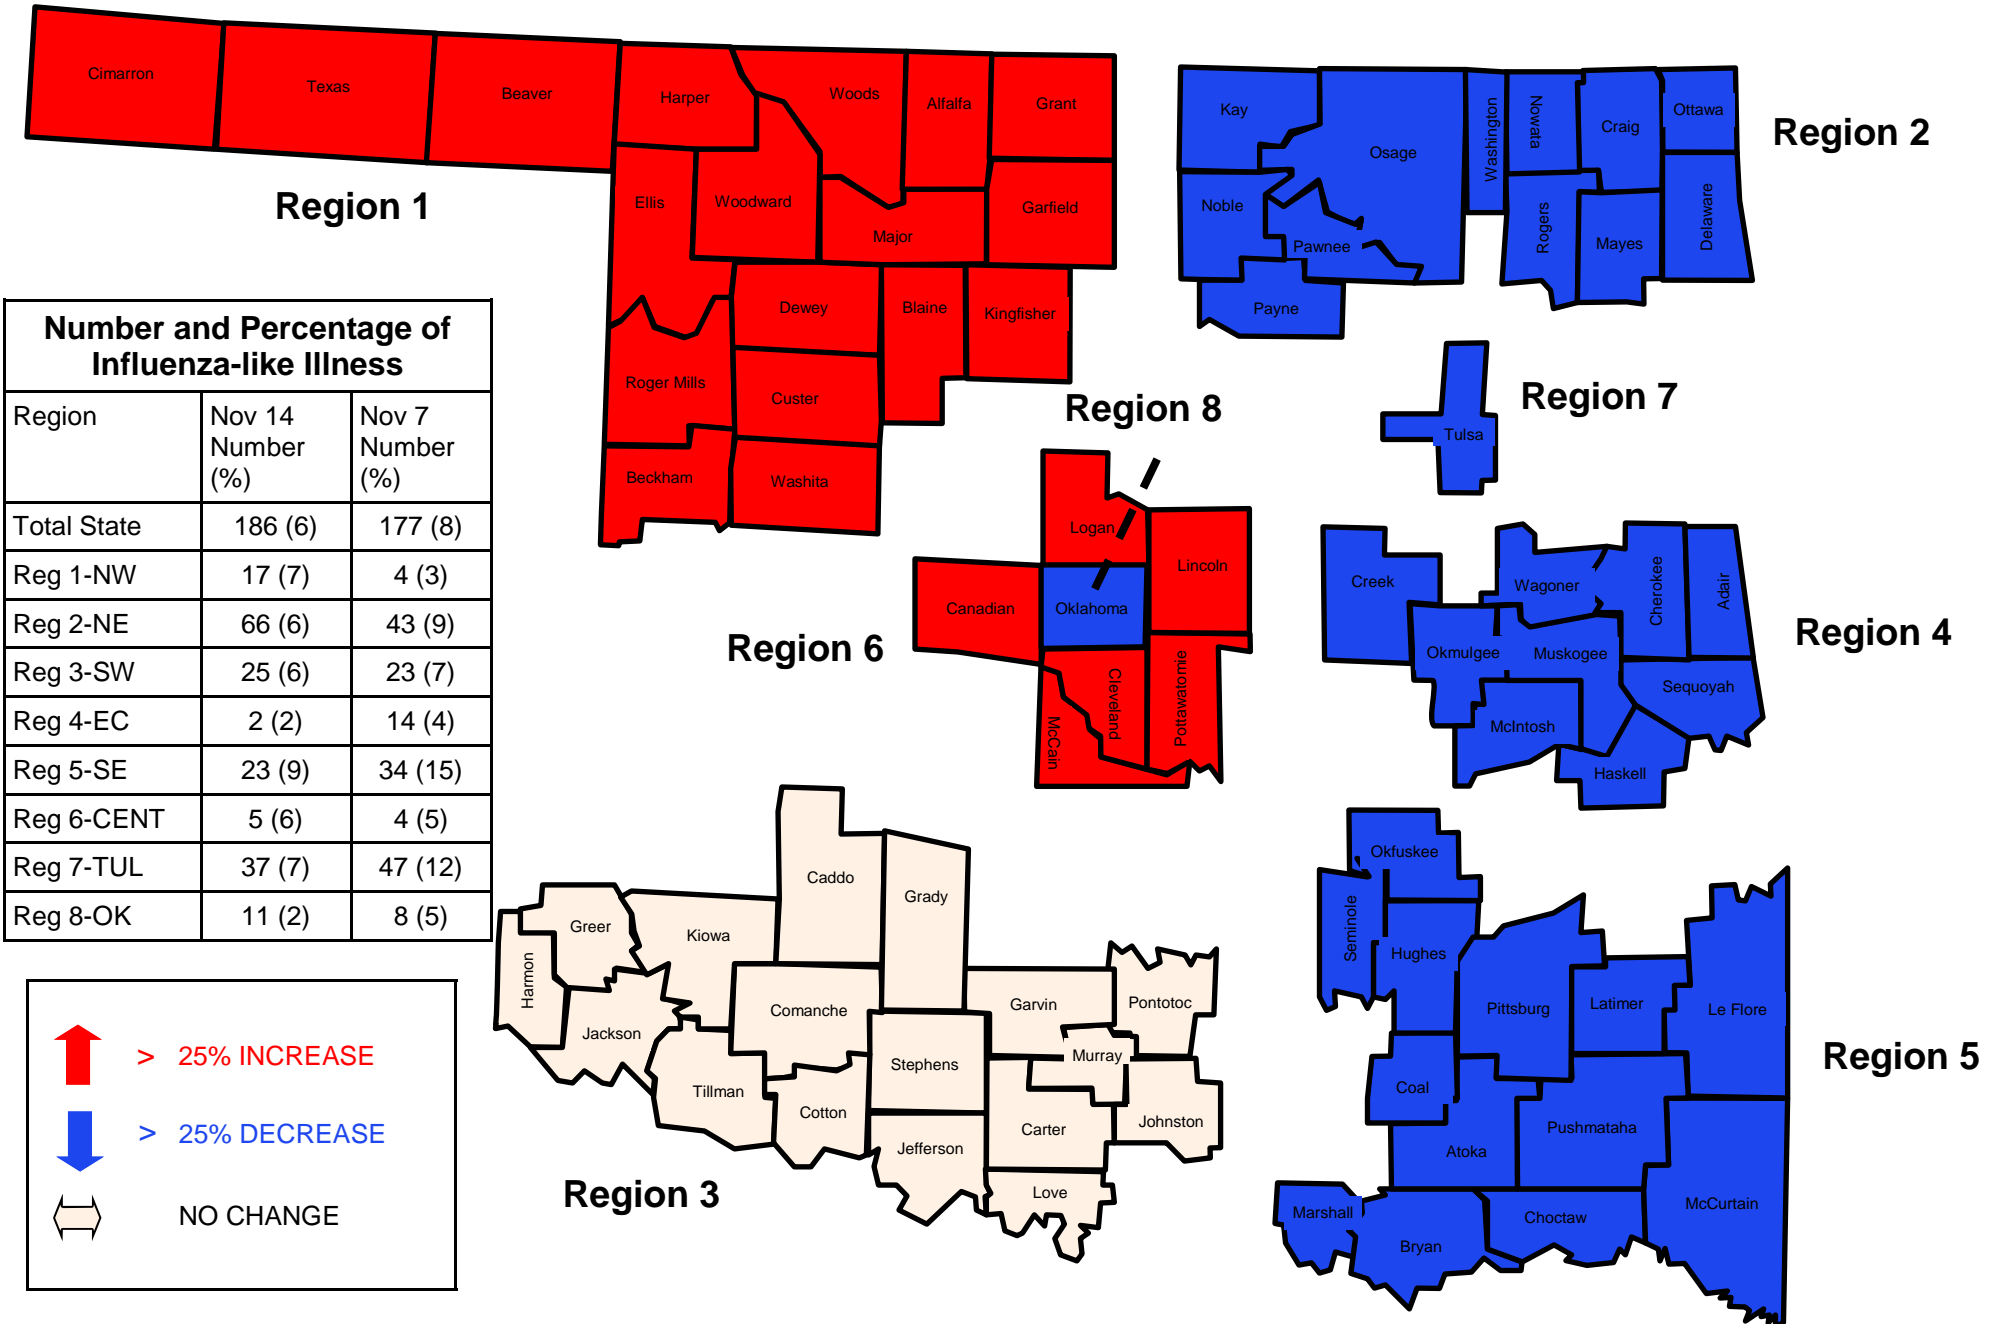 Cimarron
Texas
Beaver
Harper
Woods
Alfalfa
Grant
Ellis
Woodward
Major
Garfield
Region 1
Dewey
Blaine
Kingfisher
Roger Mills
Custer
Beckham
Washita
Kay
Osage
Washington
Nowata
Craig
Ottawa
Region 2
Noble
Pawnee
Rogers
Mayes
Delaware
Payne
Number and Percentage of
Influenza-like Illness
Region
Nov 14
Number
(%)
Nov 7
Number
(%)
Total State 186 (6) 177 (8)
Reg 1-NW 17 (7) 4 (3)
Reg 2-NE 66 (6) 43 (9)
Reg 3-SW 25 (6) 23 (7)
Reg 4-EC 2 (2) 14 (4)
Reg 5-SE 23 (9) 34 (15)
Reg 6-CENT 5 (6) 4 (5)
Reg 7-TUL 37 (7) 47 (12)
Reg 8-OK 11 (2) 8 (5)
Region 8
Region 7
Tulsa
Logan
Lincoln
Canadian
Oklahoma
Region 6
Cleveland
McCain
Pottawatomie
Creek
Wagoner
Cherokee
Adair
Region 4
Okmulgee
Muskogee
Sequoyah
McIntosh
Haskell
Caddo
Grady
Greer
Kiowa
Harmon
Jackson
Comanche
Garvin
Pontotoc
Murray
Stephens
Tillman
Cotton
Carter
Johnston
Jefferson
Love
Region 3
Okfuskee
Seminole
Hughes
Pittsburg
Latimer
Le Flore
Region 5
Coal
Atoka
Pushmataha
Marshall
Bryan
Choctaw
McCurtain
> 25% INCREASE
> 25% DECREASE
NO CHANGE